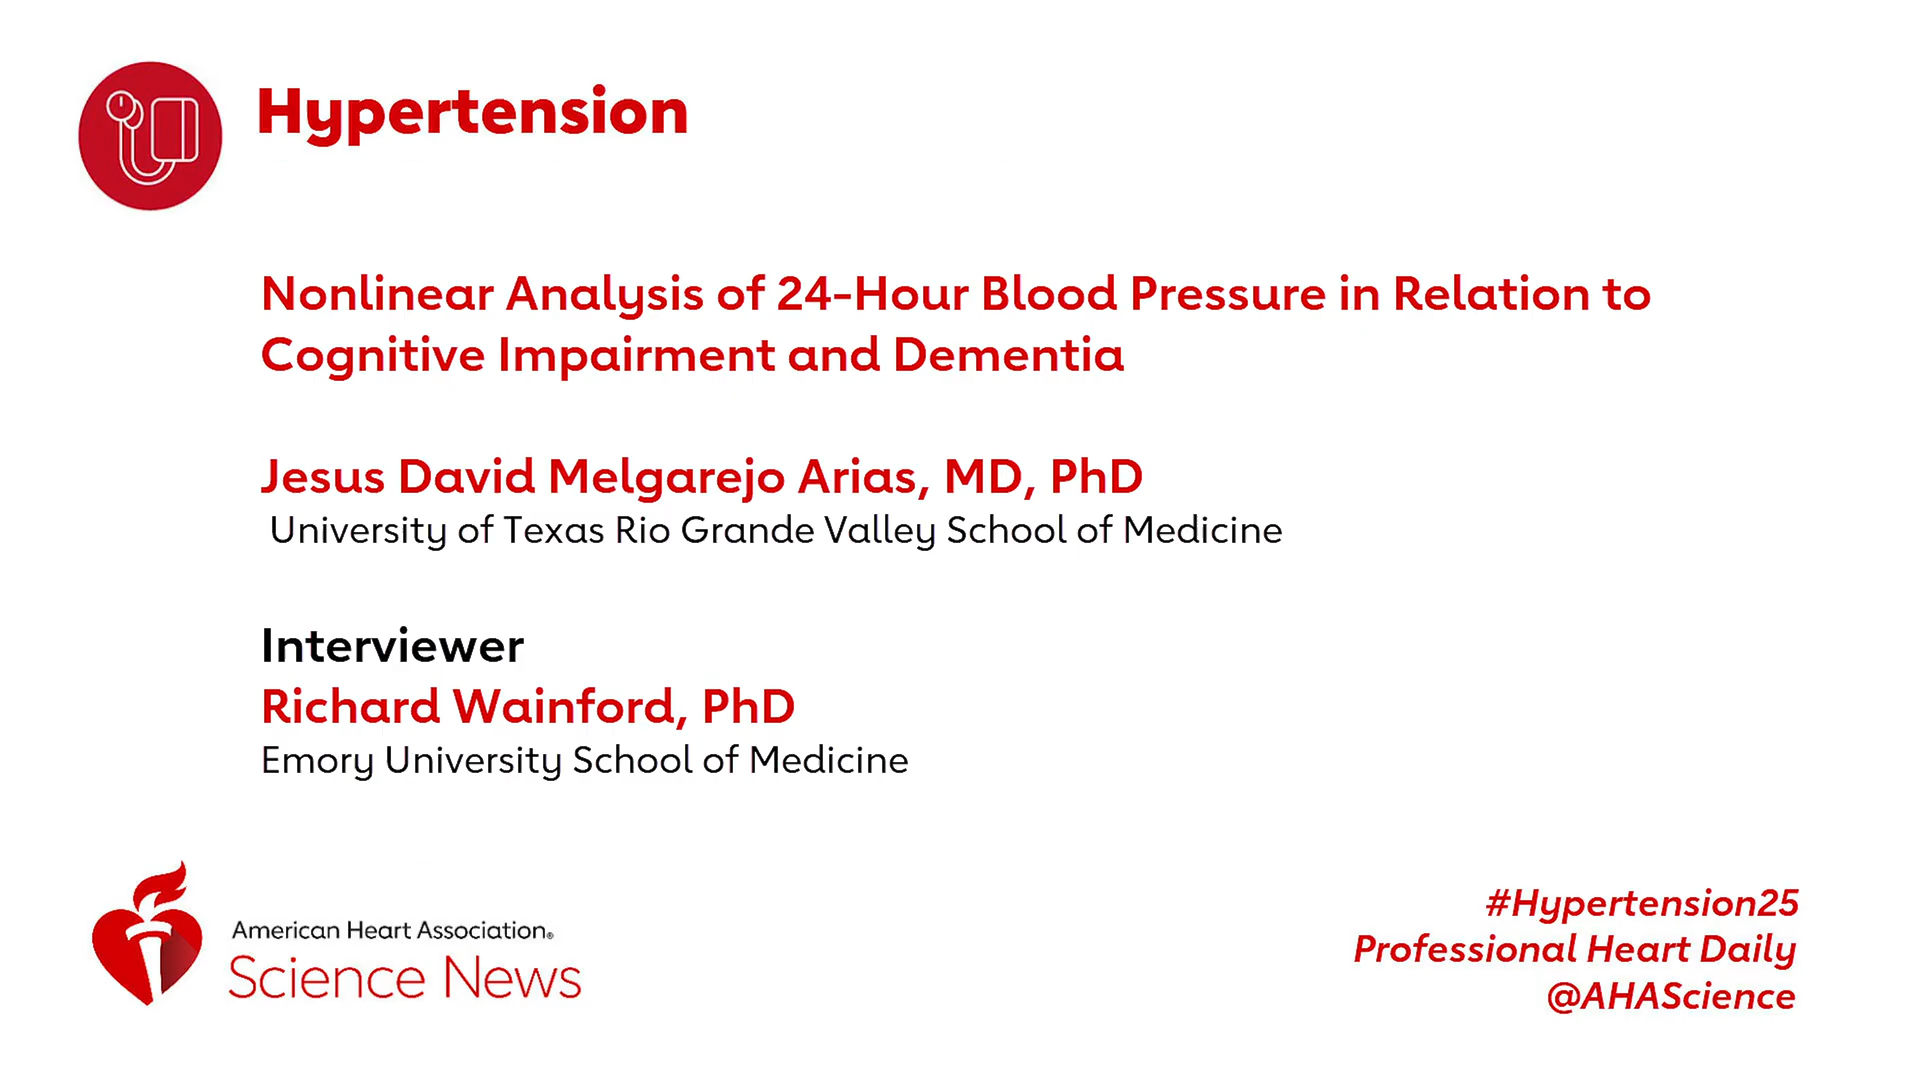 Hypertension
Nonlinear Analysis of 24-Hour Blood Pressure in Relation to
Cognitive Impairment and Dementia
Jesus David Melgarejo Arias, MD, PhD
University of Texas Rio Grande Valley School of Medicine
Interviewer
Richard Wainford, PhD
Emory University School of Medicine
American Heart Association®
Science News
#Hypertension25
Professional Heart Daily
@AHAScience